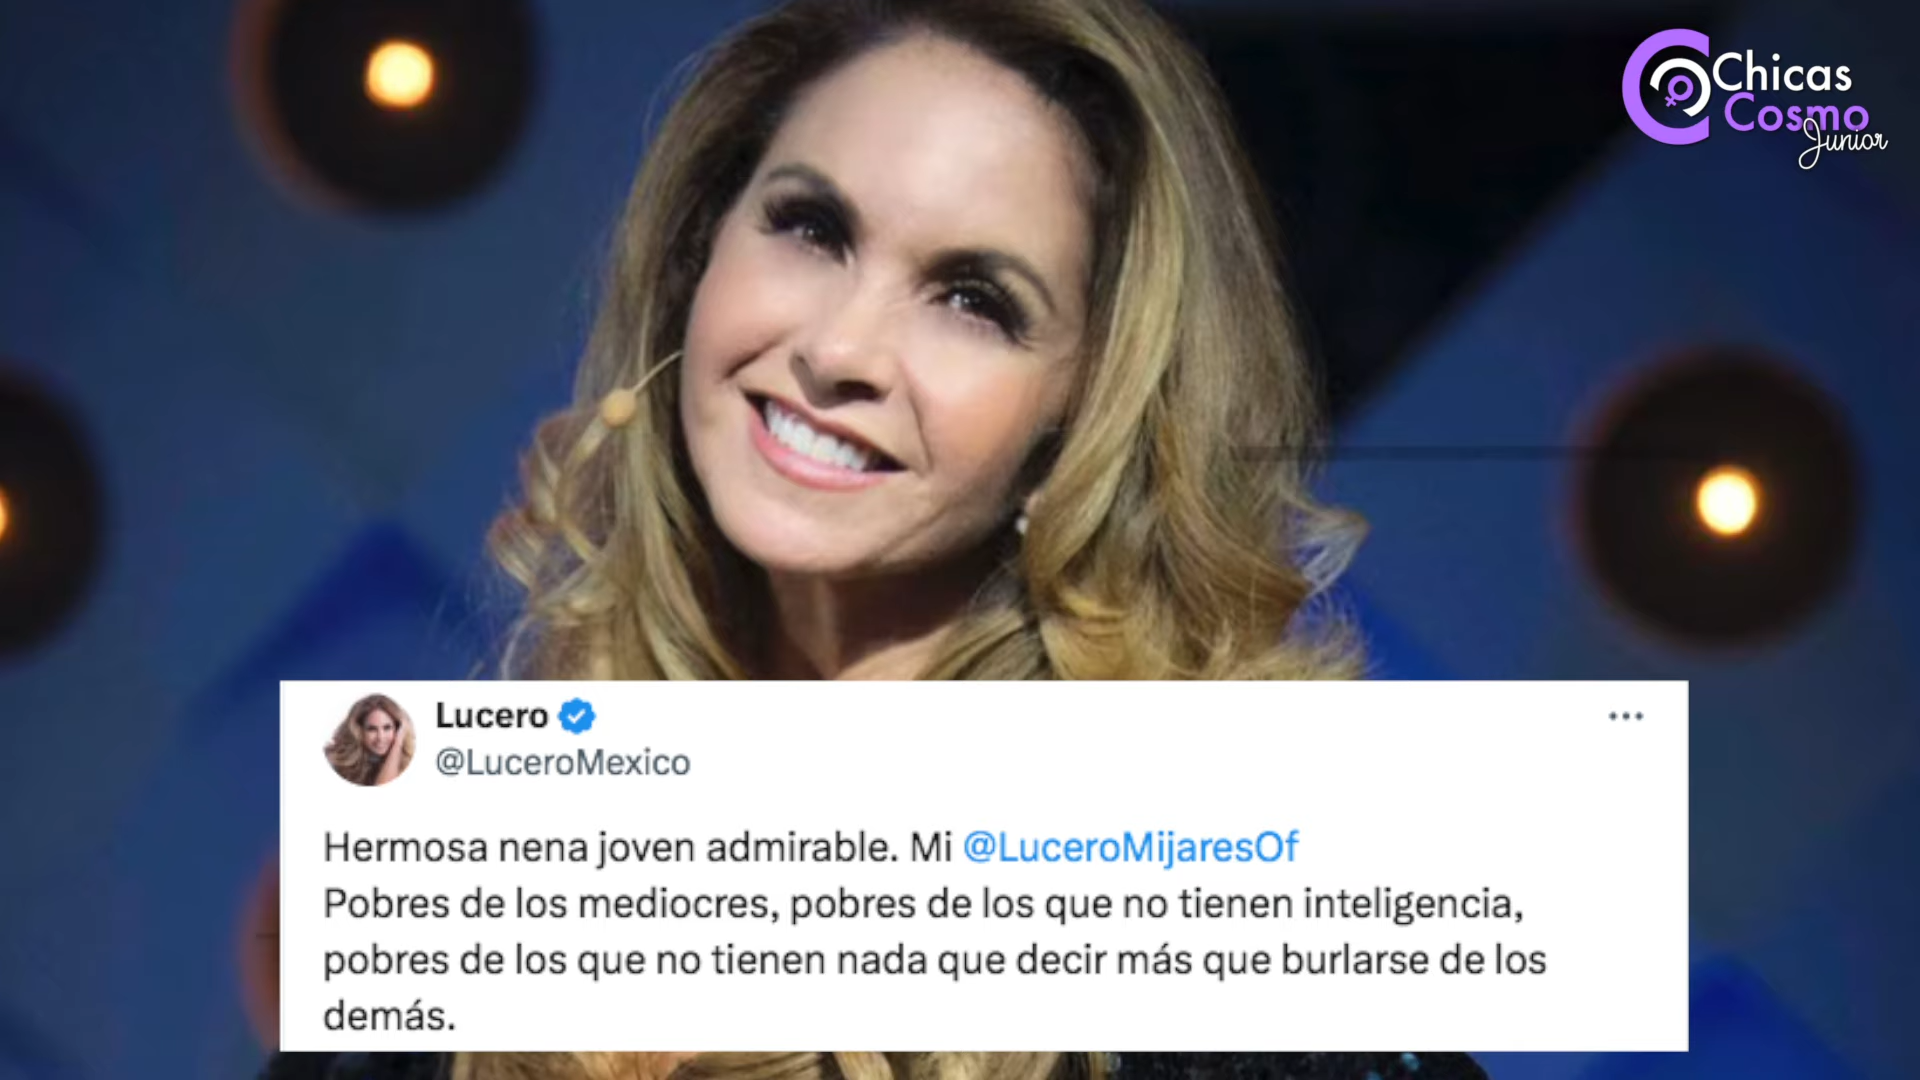 Chicas
Cosmo
Junior
Lucero
@LuceroMexico
Hermosa nena joven admirable. Mi @LuceroMijaresOf
Pobres de los mediocres, pobres de los que no tienen inteligencia,
pobres de los que no tienen nada que decir más que burlarse de los
demás.